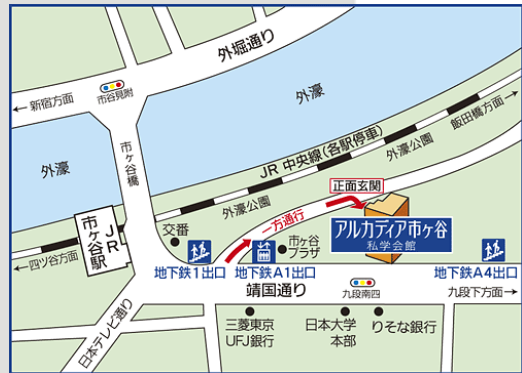 外堀通り
←新宿方面
市谷見附
外濠
飯田橋方面→
JR 中央線(各駅停車)
外濠公園
外濠
市ヶ谷橋
正面玄関
外濠公園
一方通行
アルカディア市ヶ谷
私学会館
交番
市ヶ谷
プラザ
JR
市ヶ谷駅
←四ツ谷方面
地下鉄1出口
地下鉄A1出口
地下鉄A4出口
靖国通り
九段南四
九段下方面→
日本テレビ通り
三菱東京
UFJ銀行
日本大学
本部
りそな銀行